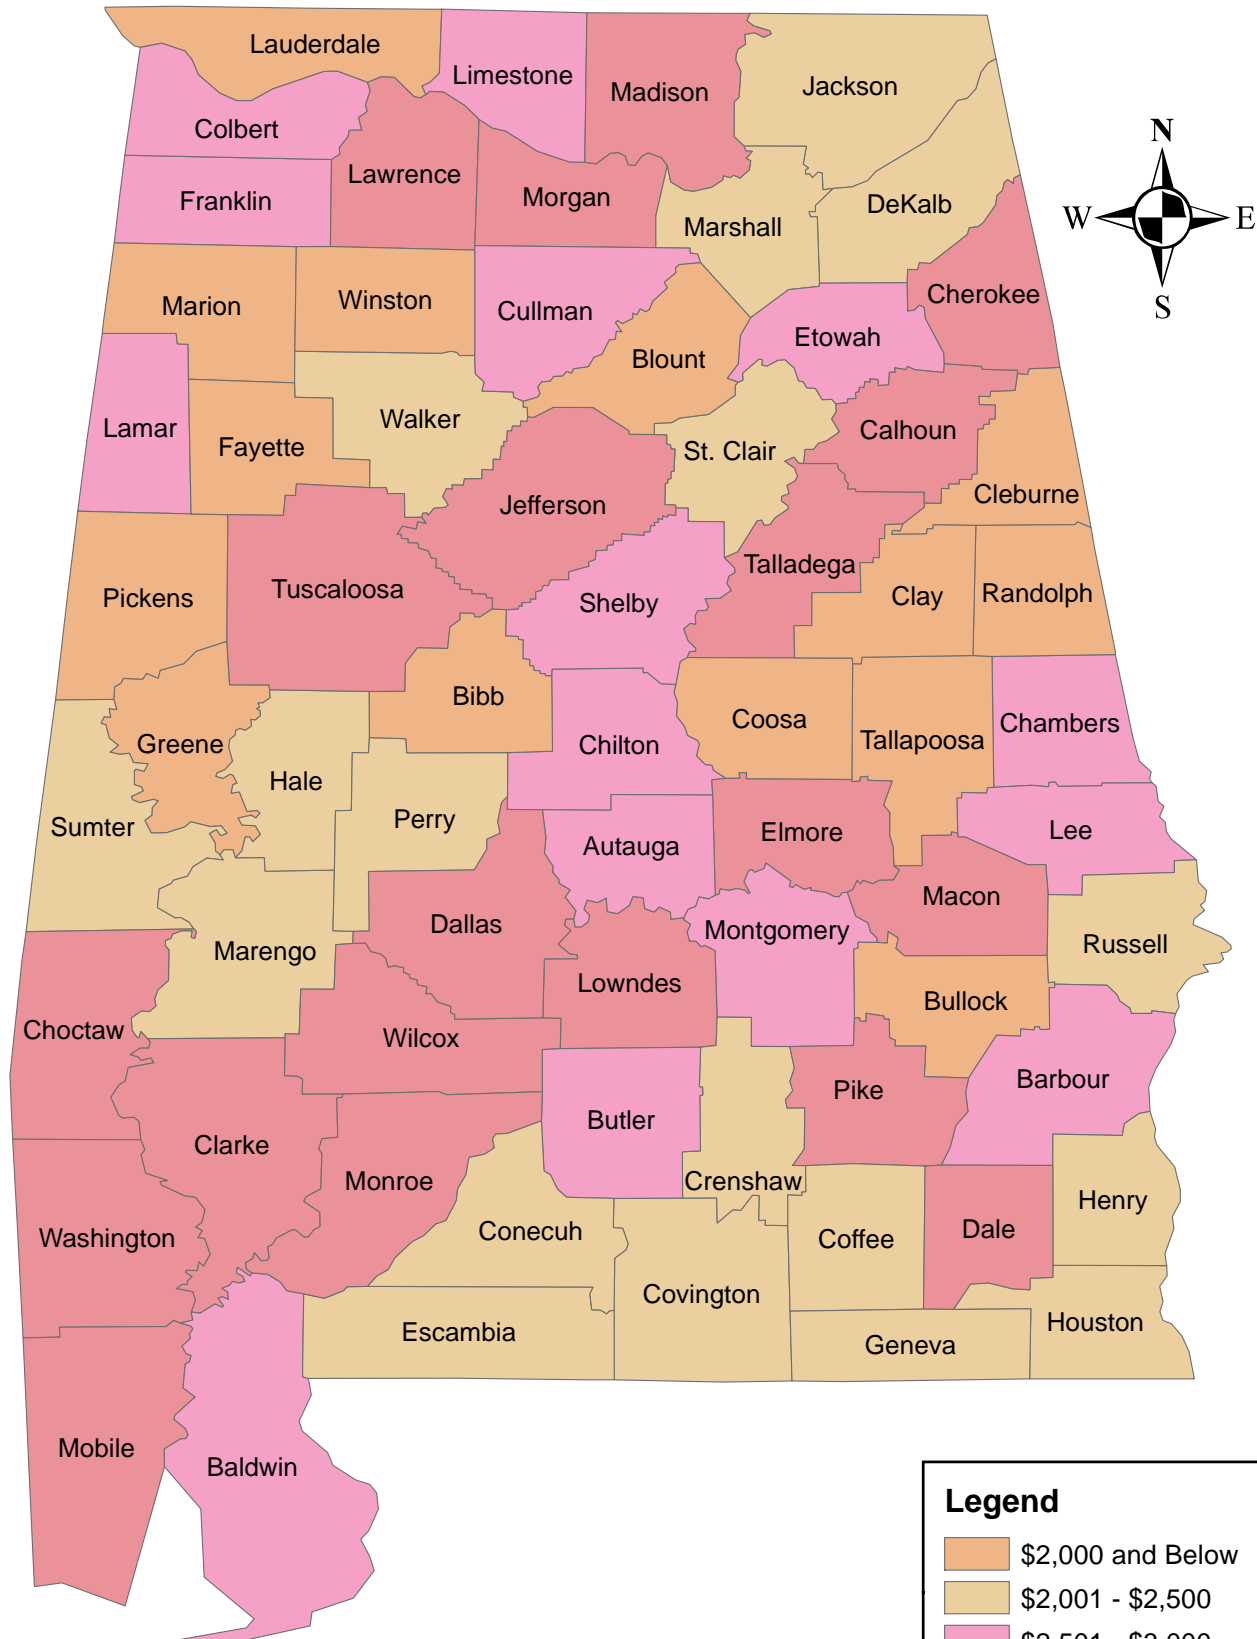 Lauderdale
Limestone
Madison
Jackson
Colbert
N
Lawrence
Franklin
Morgan
DeKalb
Marshall
W
E
S
Cherokee
Winston
Marion
Cullman
Etowah
Blount
Walker
Lamar
Calhoun
Fayette
St. Clair
Cleburne
Jefferson
Talladega
Tuscaloosa
Randolph
Clay
Pickens
Shelby
Bibb
Coosa
Chambers
Tallapoosa
Greene
Chilton
Hale
Perry
Sumter
Lee
Elmore
Autauga
Macon
Dallas
Montgomery
Russell
Marengo
Lowndes
Bullock
Choctaw
Wilcox
Barbour
Pike
Butler
Clarke
Monroe
Crenshaw
Henry
Conecuh
Dale
Washington
Coffee
Covington
Houston
Escambia
Geneva
Mobile
Baldwin
Legend
$2,000 and Below
$2,001 - $2,500
$2,501 - $3,000